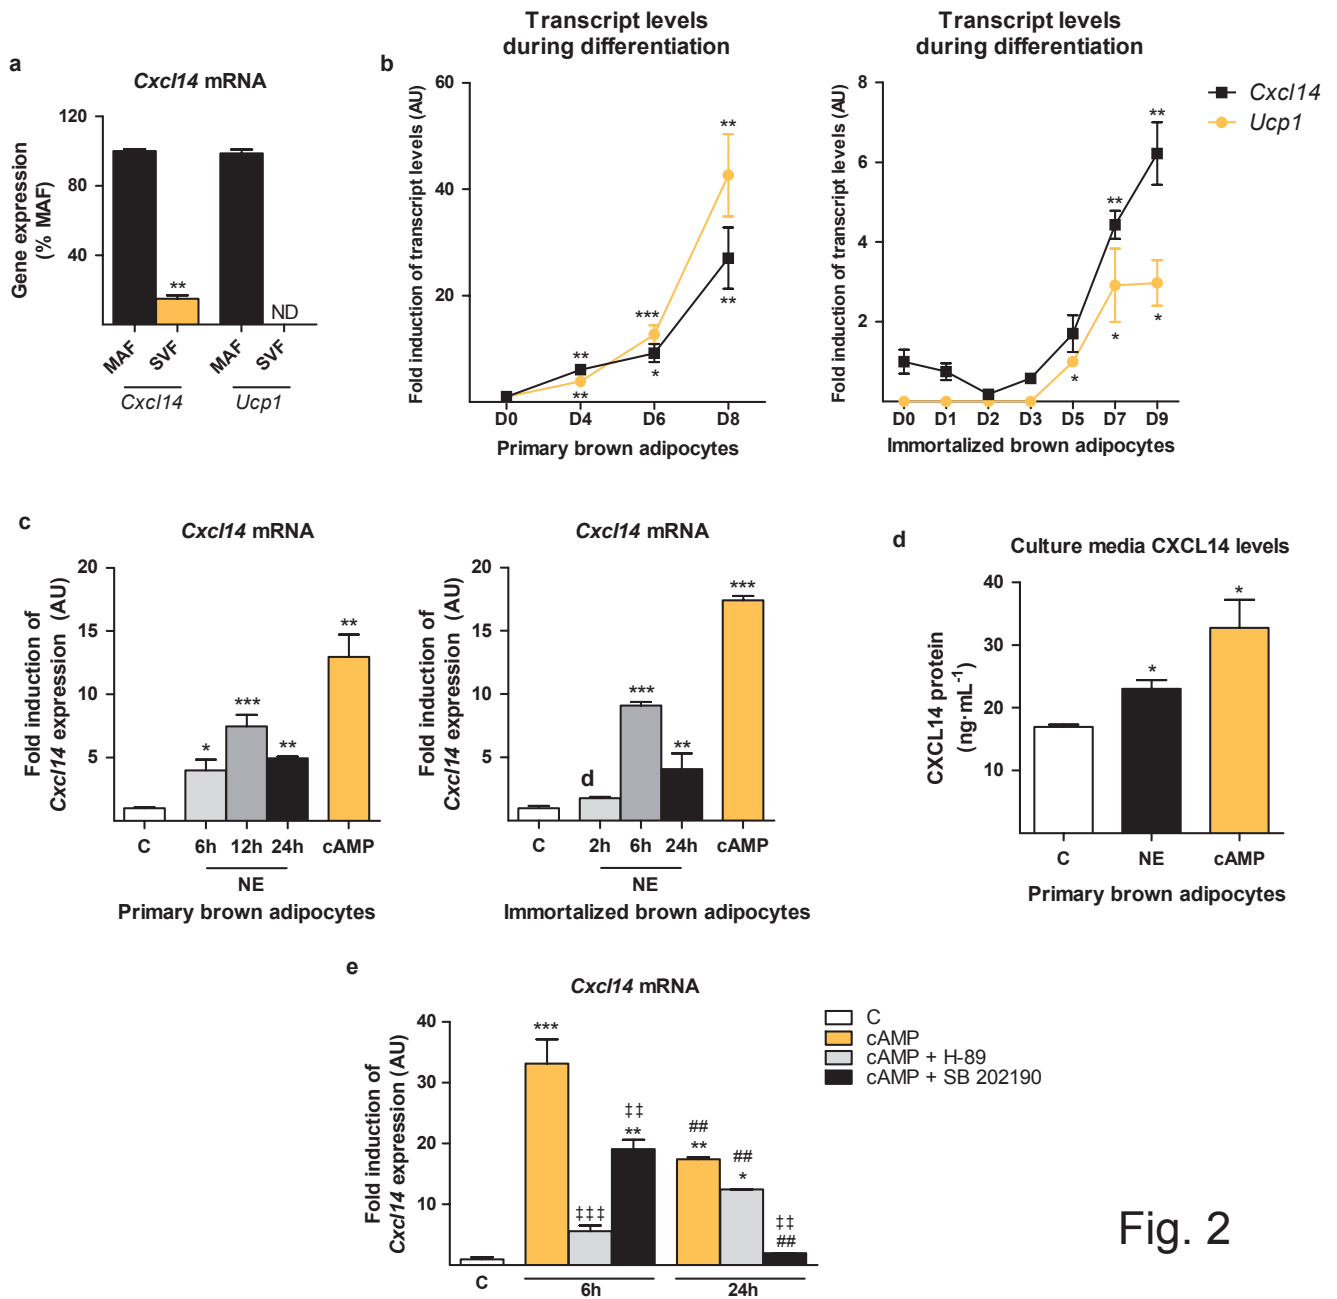 a
Cxcl14 mRNA
Gene expression
(% MAF)
120
80
40
**
ND
MAF
SVF
MAF
SVF
Cxcl14
Ucp1
b
Transcript levels
during differentiation
Fold induction of transcript levels (AU)
60
40
20
**
**
***
*
**
**
D0
D4
D6
D8
Primary brown adipocytes
Transcript levels
during differentiation
Fold induction of transcript levels (AU)
8
6
4
2
**
**
*
*
*
D0
D1
D2
D3
D5
D7
D9
Immortalized brown adipocytes
Cxcl14
Ucp1
c
Cxcl14 mRNA
Fold induction of
Cxcl14 expression (AU)
20
15
10
5
*
***
**
**
C
6h
12h
24h
cAMP
NE
Primary brown adipocytes
Cxcl14 mRNA
Fold induction of
Cxcl14 expression (AU)
20
15
10
5
d
***
**
***
C
2h
6h
24h
cAMP
NE
Immortalized brown adipocytes
d
Culture media CXCL14 levels
CXCL14 protein
(ng·mL-1)
40
30
20
10
*
*
C
NE
cAMP
Primary brown adipocytes
e
Cxcl14 mRNA
Fold induction of
Cxcl14 expression (AU)
40
30
20
10
***
‡‡‡
‡‡
**
##
**
##
*
‡‡
##
C
6h
24h
C
cAMP
cAMP + H-89
cAMP + SB 202190
Fig. 2